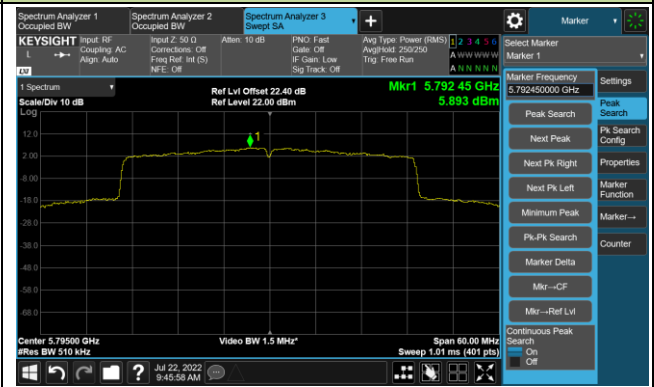 Spectrum Analyzer 1
Occupied BW
Spectrum Analyzer 2
Occupied BW
Spectrum Analyzer 3
Swept SA
Marker
KEYSIGHT
L
Input: RF
Coupling: AC
Align: Auto
Input Z: 50 Ω
Corrections: Off
Freq Ref: Int (S)
NFE: Off
Atten: 10 dB
PNO: Fast
Gate: Off
IF Gain: Low
Sig Track: Off
Avg Type: Power (RMS)
Avg|Hold: 250/250
Trig: Free Run
1 2 3 4 5 6
A W W W W W
A N N N N N
Select Marker
Marker 1
1 Spectrum
Scale/Div 10 dB
Log
Ref Lvl Offset 22.40 dB
Ref Level 22.00 dBm
Mkr1 5.792 45 GHz
5.893 dBm
1
12.0
2.00
-8.00
-18.0
-28.0
-38.0
-48.0
-58.0
-68.0
Center 5.79500 GHz
#Res BW 510 kHz
Video BW 1.5 MHz*
Span 60.00 MHz
Sweep 1.01 ms (401 pts)
Marker Frequency
5.792450000 GHz
Peak Search
Next Peak
Next Pk Right
Next Pk Left
Minimum Peak
Pk-Pk Search
Marker Delta
Mkr→CF
Mkr→Ref Lvl
Continuous Peak
Search
On
Off
Settings
Peak
Search
Pk Search
Config
Properties
Marker
Function
Marker→
Counter
Jul 22, 2022
9:45:58 AM